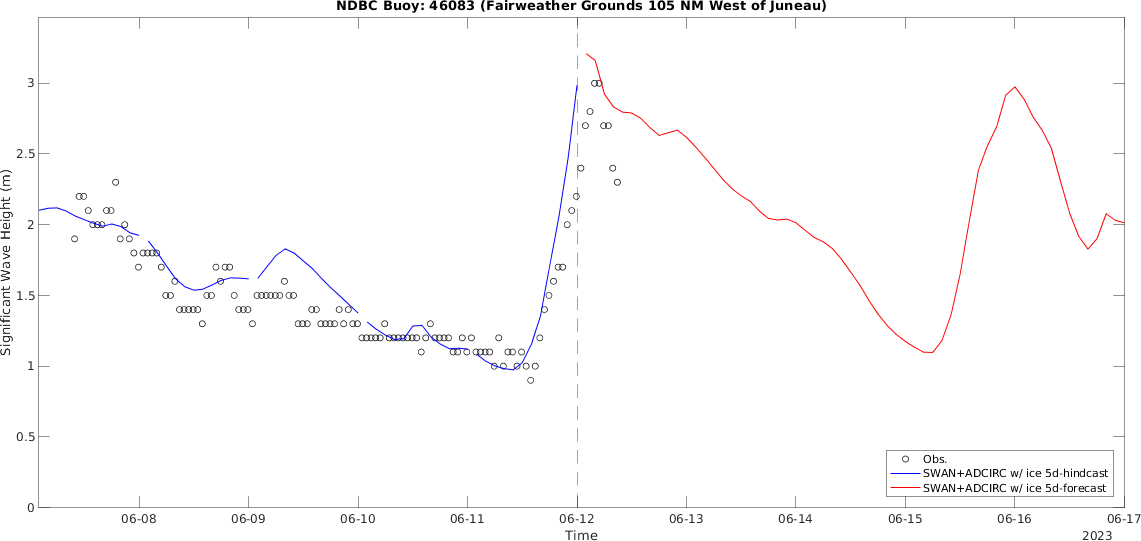 NDBC Buoy: 46083 (Fairweather Grounds 105 NM West of Juneau)
Significant Wave Height (m)
3
2.5
2
1.5
1
0.5
0
Obs.
SWAN+ADCIRC w/ ice 5d-hindcast
SWAN+ADCIRC w/ ice 5d-forecast
06-08 06-09 06-10 06-11 06-12 06-13 06-14 06-15 06-16 06-17
Time
2023